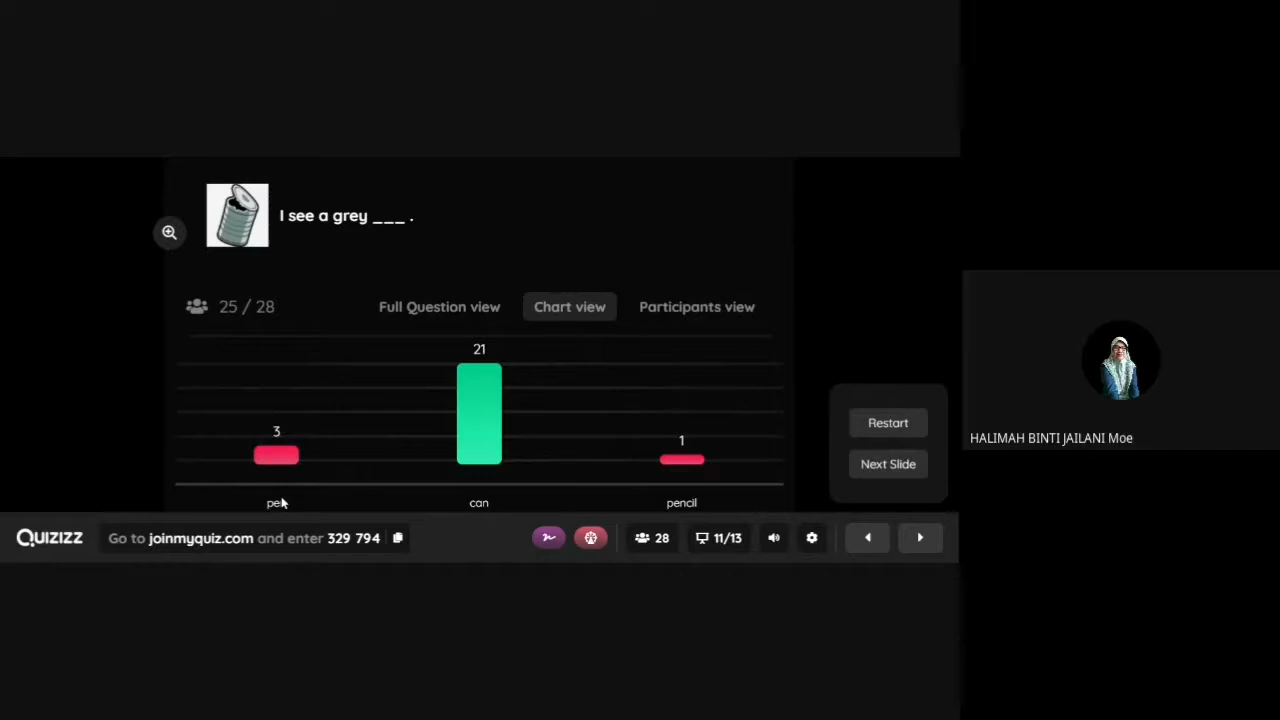 I see a grey ___ .
25 / 28
Full Question view
Chart view
Participants view
21
3
1
can
pencil
Restart
Next Slide
HALIMAH BINTI JAILANI Moe
QUIZIZZ
Go to joinmyquiz.com and enter 329 794
28
11/13